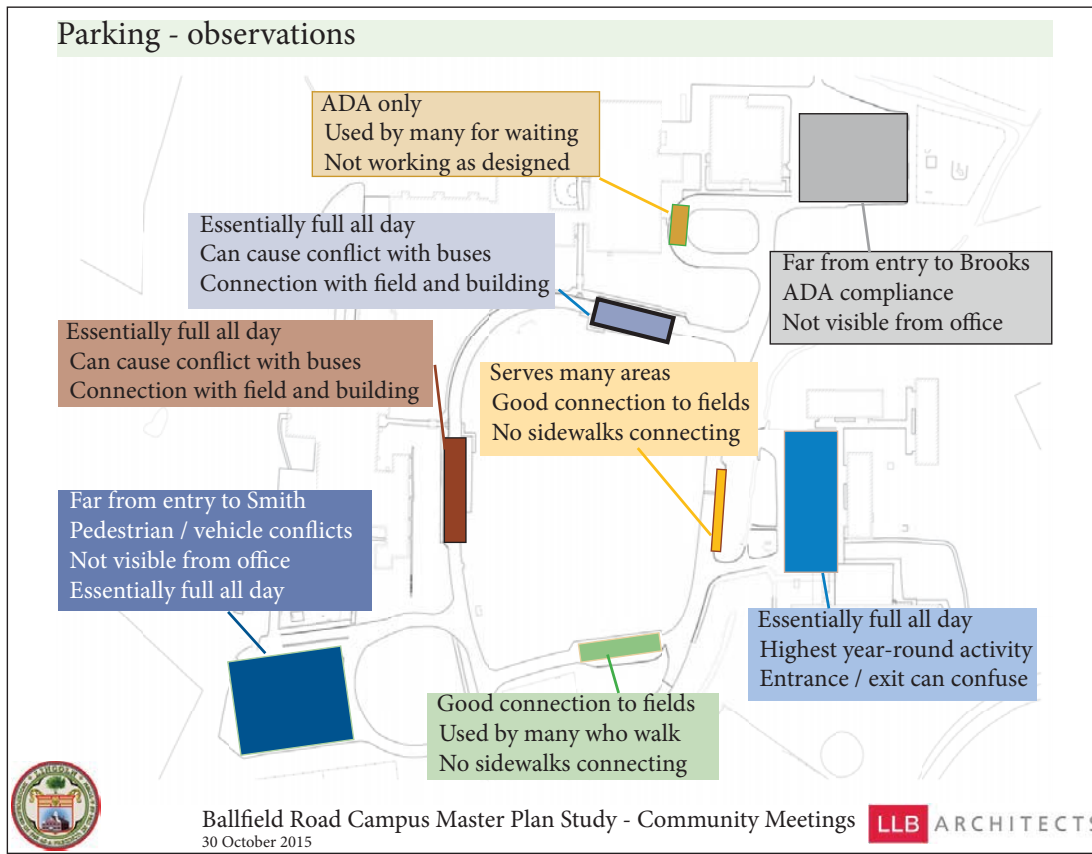 Parking - observations
ADA only
Used by many for waiting
Not working as designed
Essentially full all day
Can cause conflict with buses
Connection with field and building
Far from entry to Brooks
ADA compliance
Not visible from office
Essentially full all day
Can cause conflict with buses
Connection with field and building
Serves many areas
Good connection to fields
No sidewalks connecting
Far from entry to Smith
Pedestrian / vehicle conflicts
Not visible from office
Essentially full all day
Essentially full all day
Highest year-round activity
Entrance / exit can confuse
Good connection to fields
Used by many who walk
No sidewalks connecting
LINCOLN
Ballfield Road Campus Master Plan Study - Community Meetings
30 October 2015
LLB ARCHITECTS